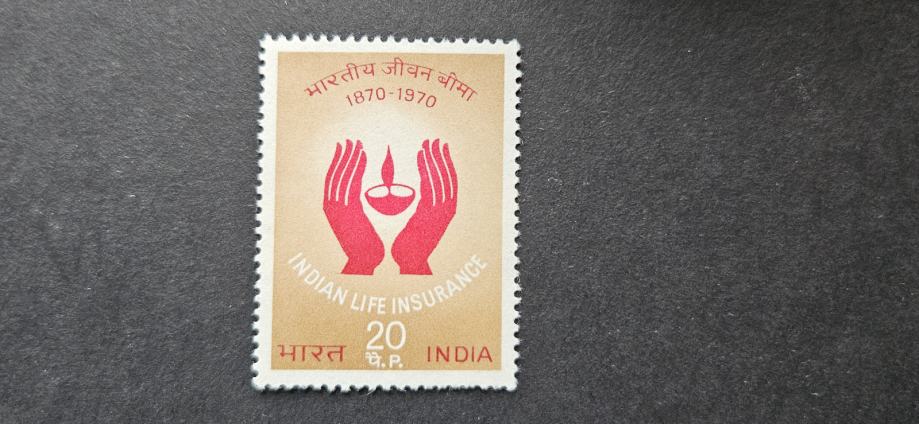 भारतीय जीवन बीमा
1870-1970
INDIAN LIFE INSURANCE
20
पै. P.
भारत INDIA